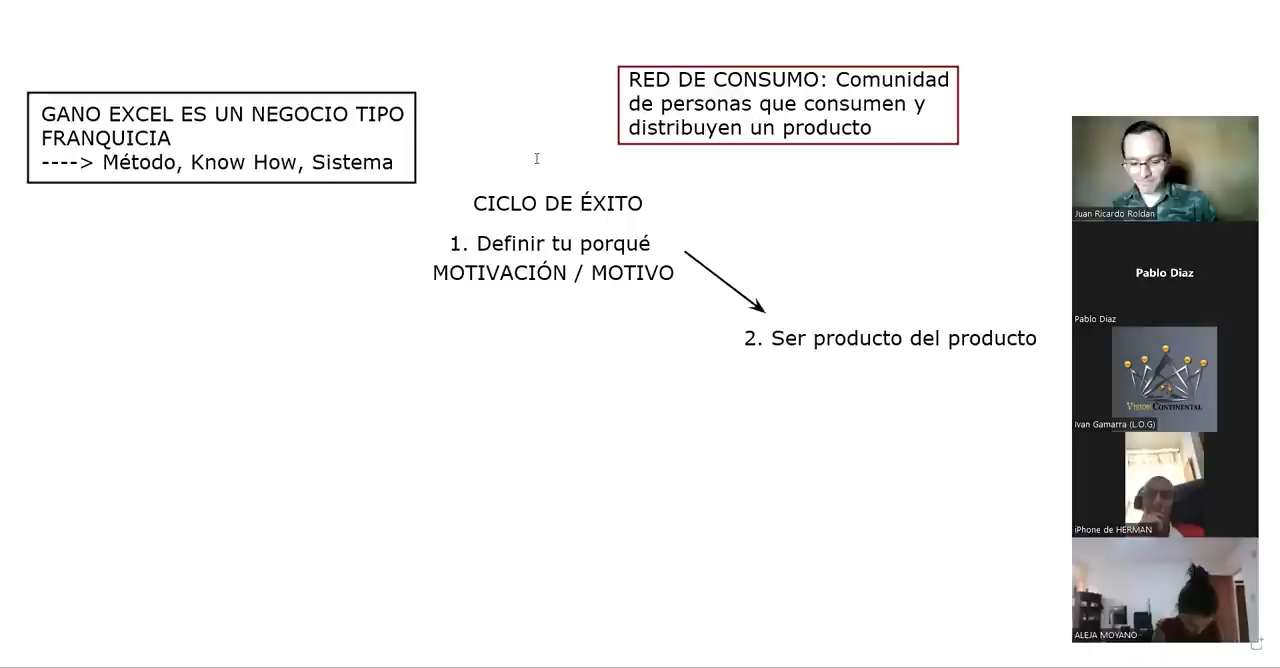 GANO EXCEL ES UN NEGOCIO TIPO
FRANQUICIA
----> Método, Know How, Sistema
RED DE CONSUMO: Comunidad
de personas que consumen y
distribuyen un producto
CICLO DE ÉXITO
1. Definir tu porqué
MOTIVACIÓN / MOTIVO
2. Ser producto del producto
Juan Ricardo Roldan
Pablo Diaz
Pablo Diaz
VISION CONTINENTAL
Ivan Gamarra (L.O.G)
iPhone de HERMAN
ALEJA MOYANO